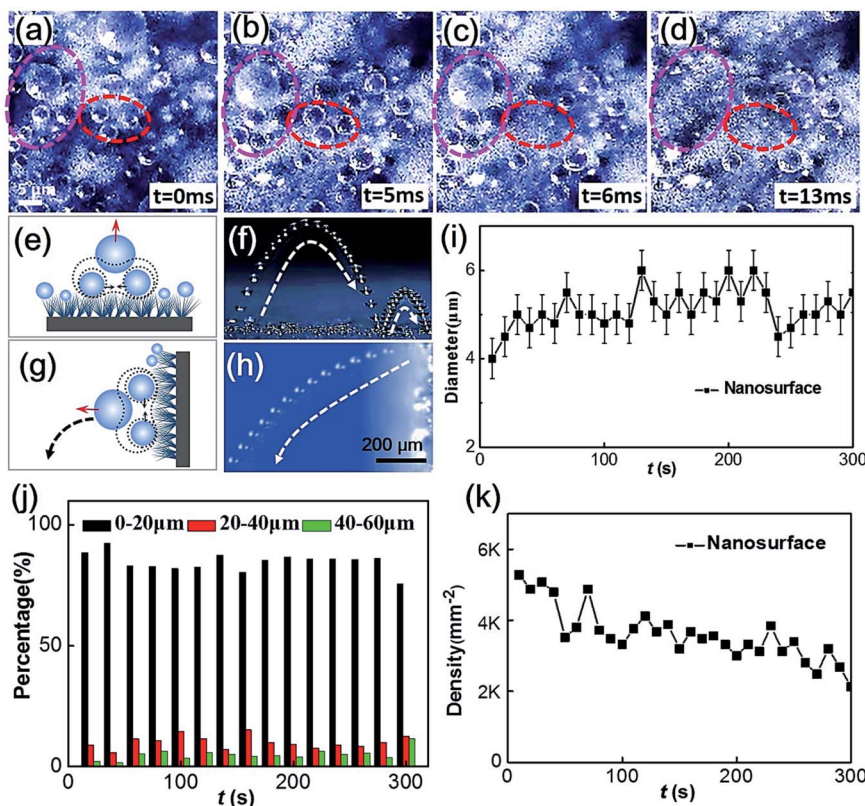 (a)
(b)
(c)
(d)
5 μm
t=0ms
t=5ms
t=6ms
t=13ms
(e)
(f)
(g)
(h)
200 μm
(i)
Diameter(μm)
6
4
2
Nanosurface
100
200
300
t (s)
(j)
Percentage(%)
100
50
0
0-20μm 20-40μm 40-60μm
0
100
200
300
t (s)
(k)
Density(mm-2)
6K
4K
2K
0
Nanosurface
100
200
300
t (s)